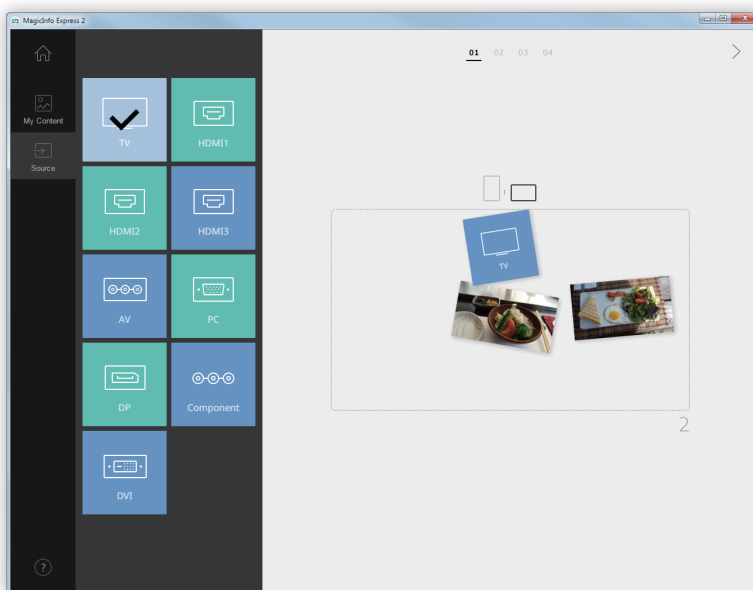 MagicInfo Express 2
01 02 03 04
My Content
Source
TV
HDMI1
HDMI2
HDMI3
AV
PC
DP
Component
DVI
?
TV
2